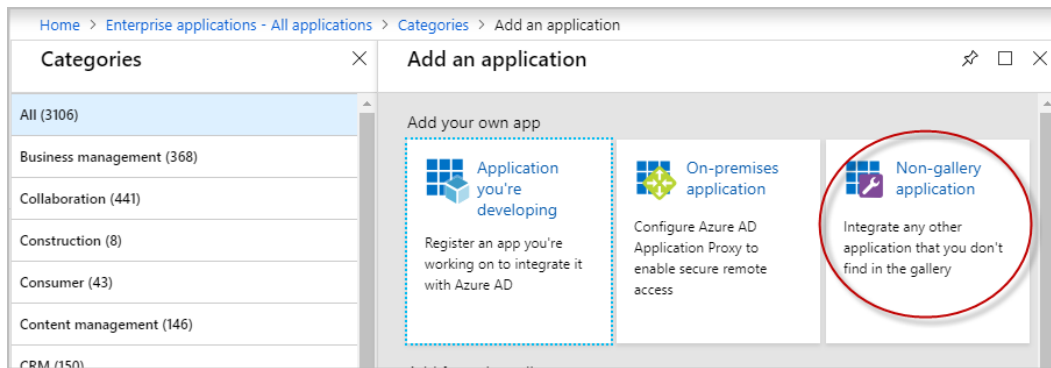 Home > Enterprise applications - All applications > Categories > Add an application
Categories
All (3106)
Business management (368)
Collaboration (441)
Construction (8)
Consumer (43)
Content management (146)
CRM (150)
Add an application
Add your own app
Application
you're
developing
Register an app you're
working on to integrate it
with Azure AD
On-premises
application
Configure Azure AD
Application Proxy to
enable secure remote
access
Non-gallery
application
Integrate any other
application that you don't
find in the gallery